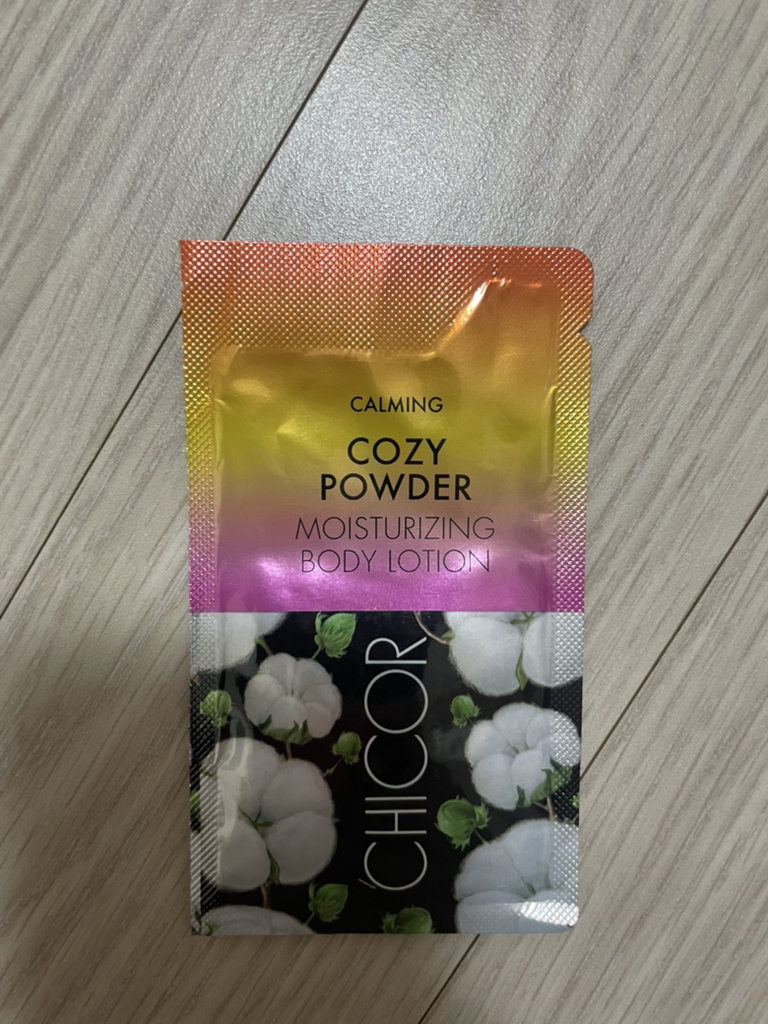 CALMING
COZY
POWDER
MOISTURIZING
BODY LOTION
'CHICOR